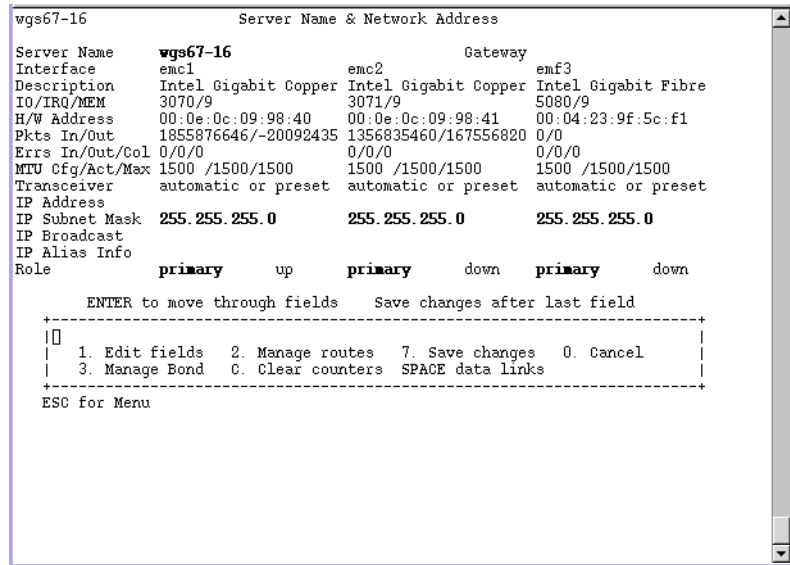 wgs67-16 Server Name & Network Address
Server Name wgs67-16 Gateway
Interface emc1 emc2 emf3
Description Intel Gigabit Copper Intel Gigabit Copper Intel Gigabit Fibre
IO/IRQ/MEM 3070/9 3071/9 5080/9
H/W Address 00:0e:0c:09:98:40 00:0e:0c:09:98:41 00:04:23:9f:5c:f1
Pkts In/Out 1855876646/-20092435 1356835460/167556820 0/0
Errs In/Out/Col 0/0/0 0/0/0 0/0/0
MTU Cfg/Act/Max 1500 /1500/1500 1500 /1500/1500 1500 /1500/1500
Transceiver automatic or preset automatic or preset automatic or preset
IP Address
IP Subnet Mask 255.255.255.0 255.255.255.0 255.255.255.0
IP Broadcast
IP Alias Info
Role primary up primary down primary down
ENTER to move through fields Save changes after last field
1. Edit fields 2. Manage routes 7. Save changes 0. Cancel
3. Manage Bond C. Clear counters SPACE data links
ESC for Menu